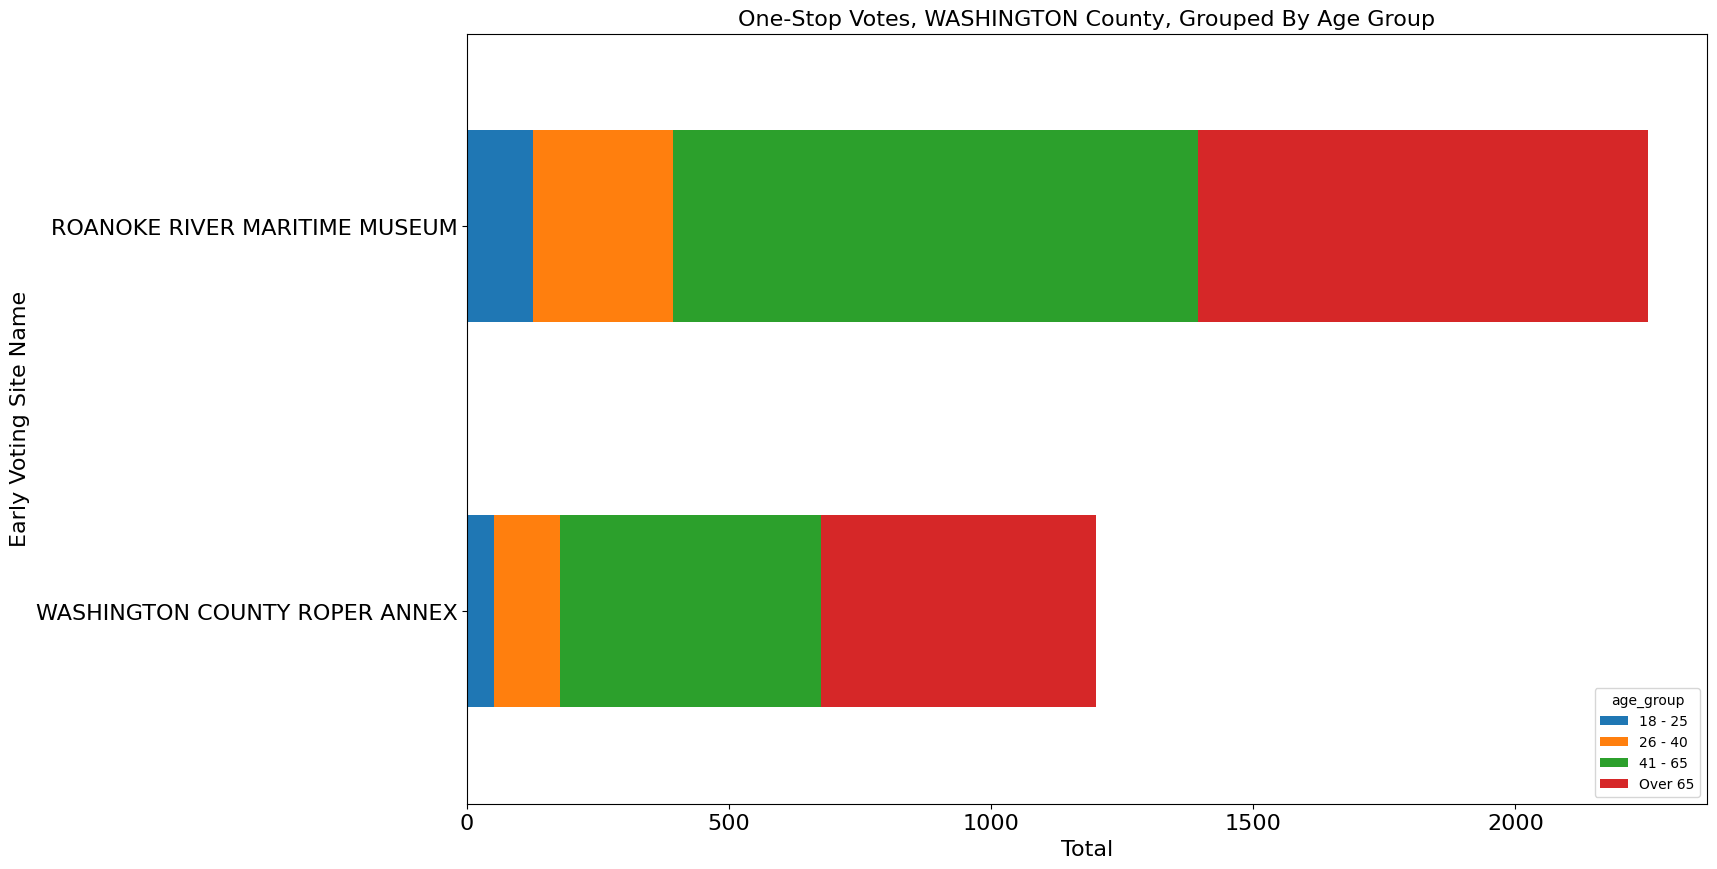 One-Stop Votes, WASHINGTON County, Grouped By Age Group
Early Voting Site Name
ROANOKE RIVER MARITIME MUSEUM
WASHINGTON COUNTY ROPER ANNEX
age_group
18 - 25
26 - 40
41 - 65
Over 65
0 500 1000 1500 2000
Total